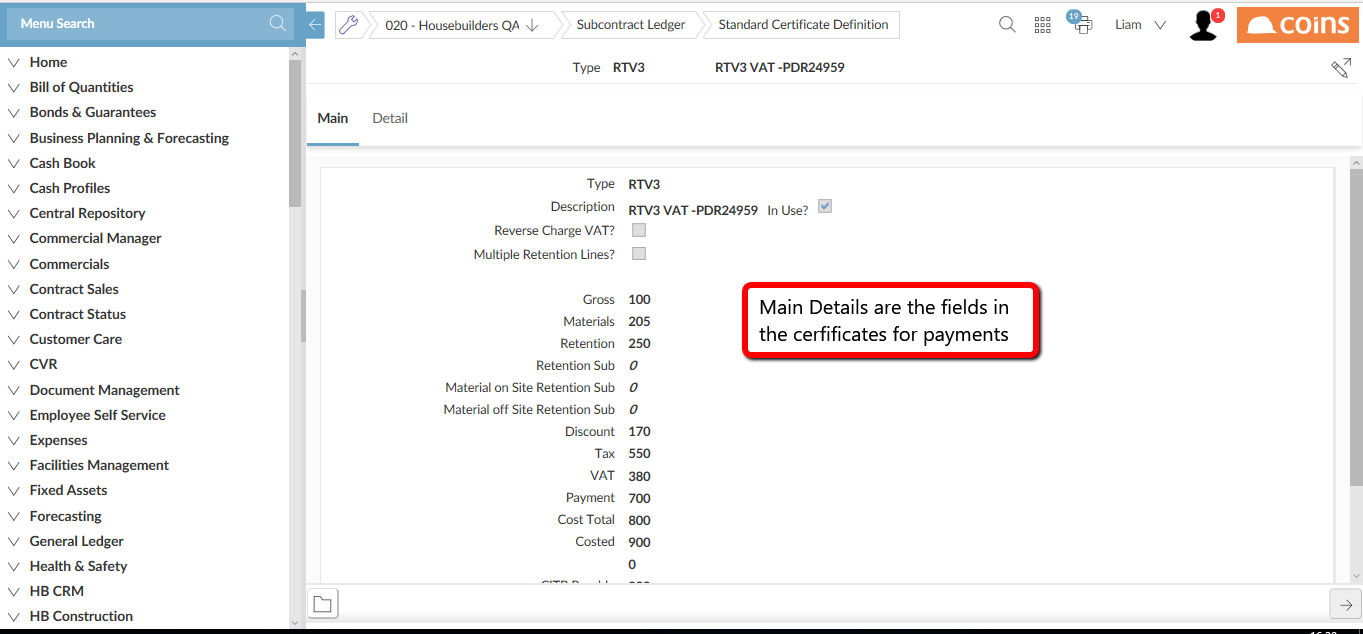 Menu Search
020 - Housebuilders QA
Subcontract Ledger
Standard Certificate Definition
19
Liam
1
coins
Type RTV3 RTV3 VAT -PDR24959
Main Detail
Home
Bill of Quantities
Bonds & Guarantees
Business Planning & Forecasting
Cash Book
Cash Profiles
Central Repository
Commercial Manager
Commercials
Contract Sales
Contract Status
Customer Care
CVR
Document Management
Employee Self Service
Expenses
Facilities Management
Fixed Assets
Forecasting
General Ledger
Health & Safety
HB CRM
HB Construction
Type RTV3
Description RTV3 VAT -PDR24959 In Use?
Reverse Charge VAT?
Multiple Retention Lines?
Gross 100
Materials 205
Retention 250
Retention Sub 0
Material on Site Retention Sub 0
Material off Site Retention Sub 0
Discount 170
Tax 550
VAT 380
Payment 700
Cost Total 800
Costed 900
0
Main Details are the fields in
the cerfificates for payments